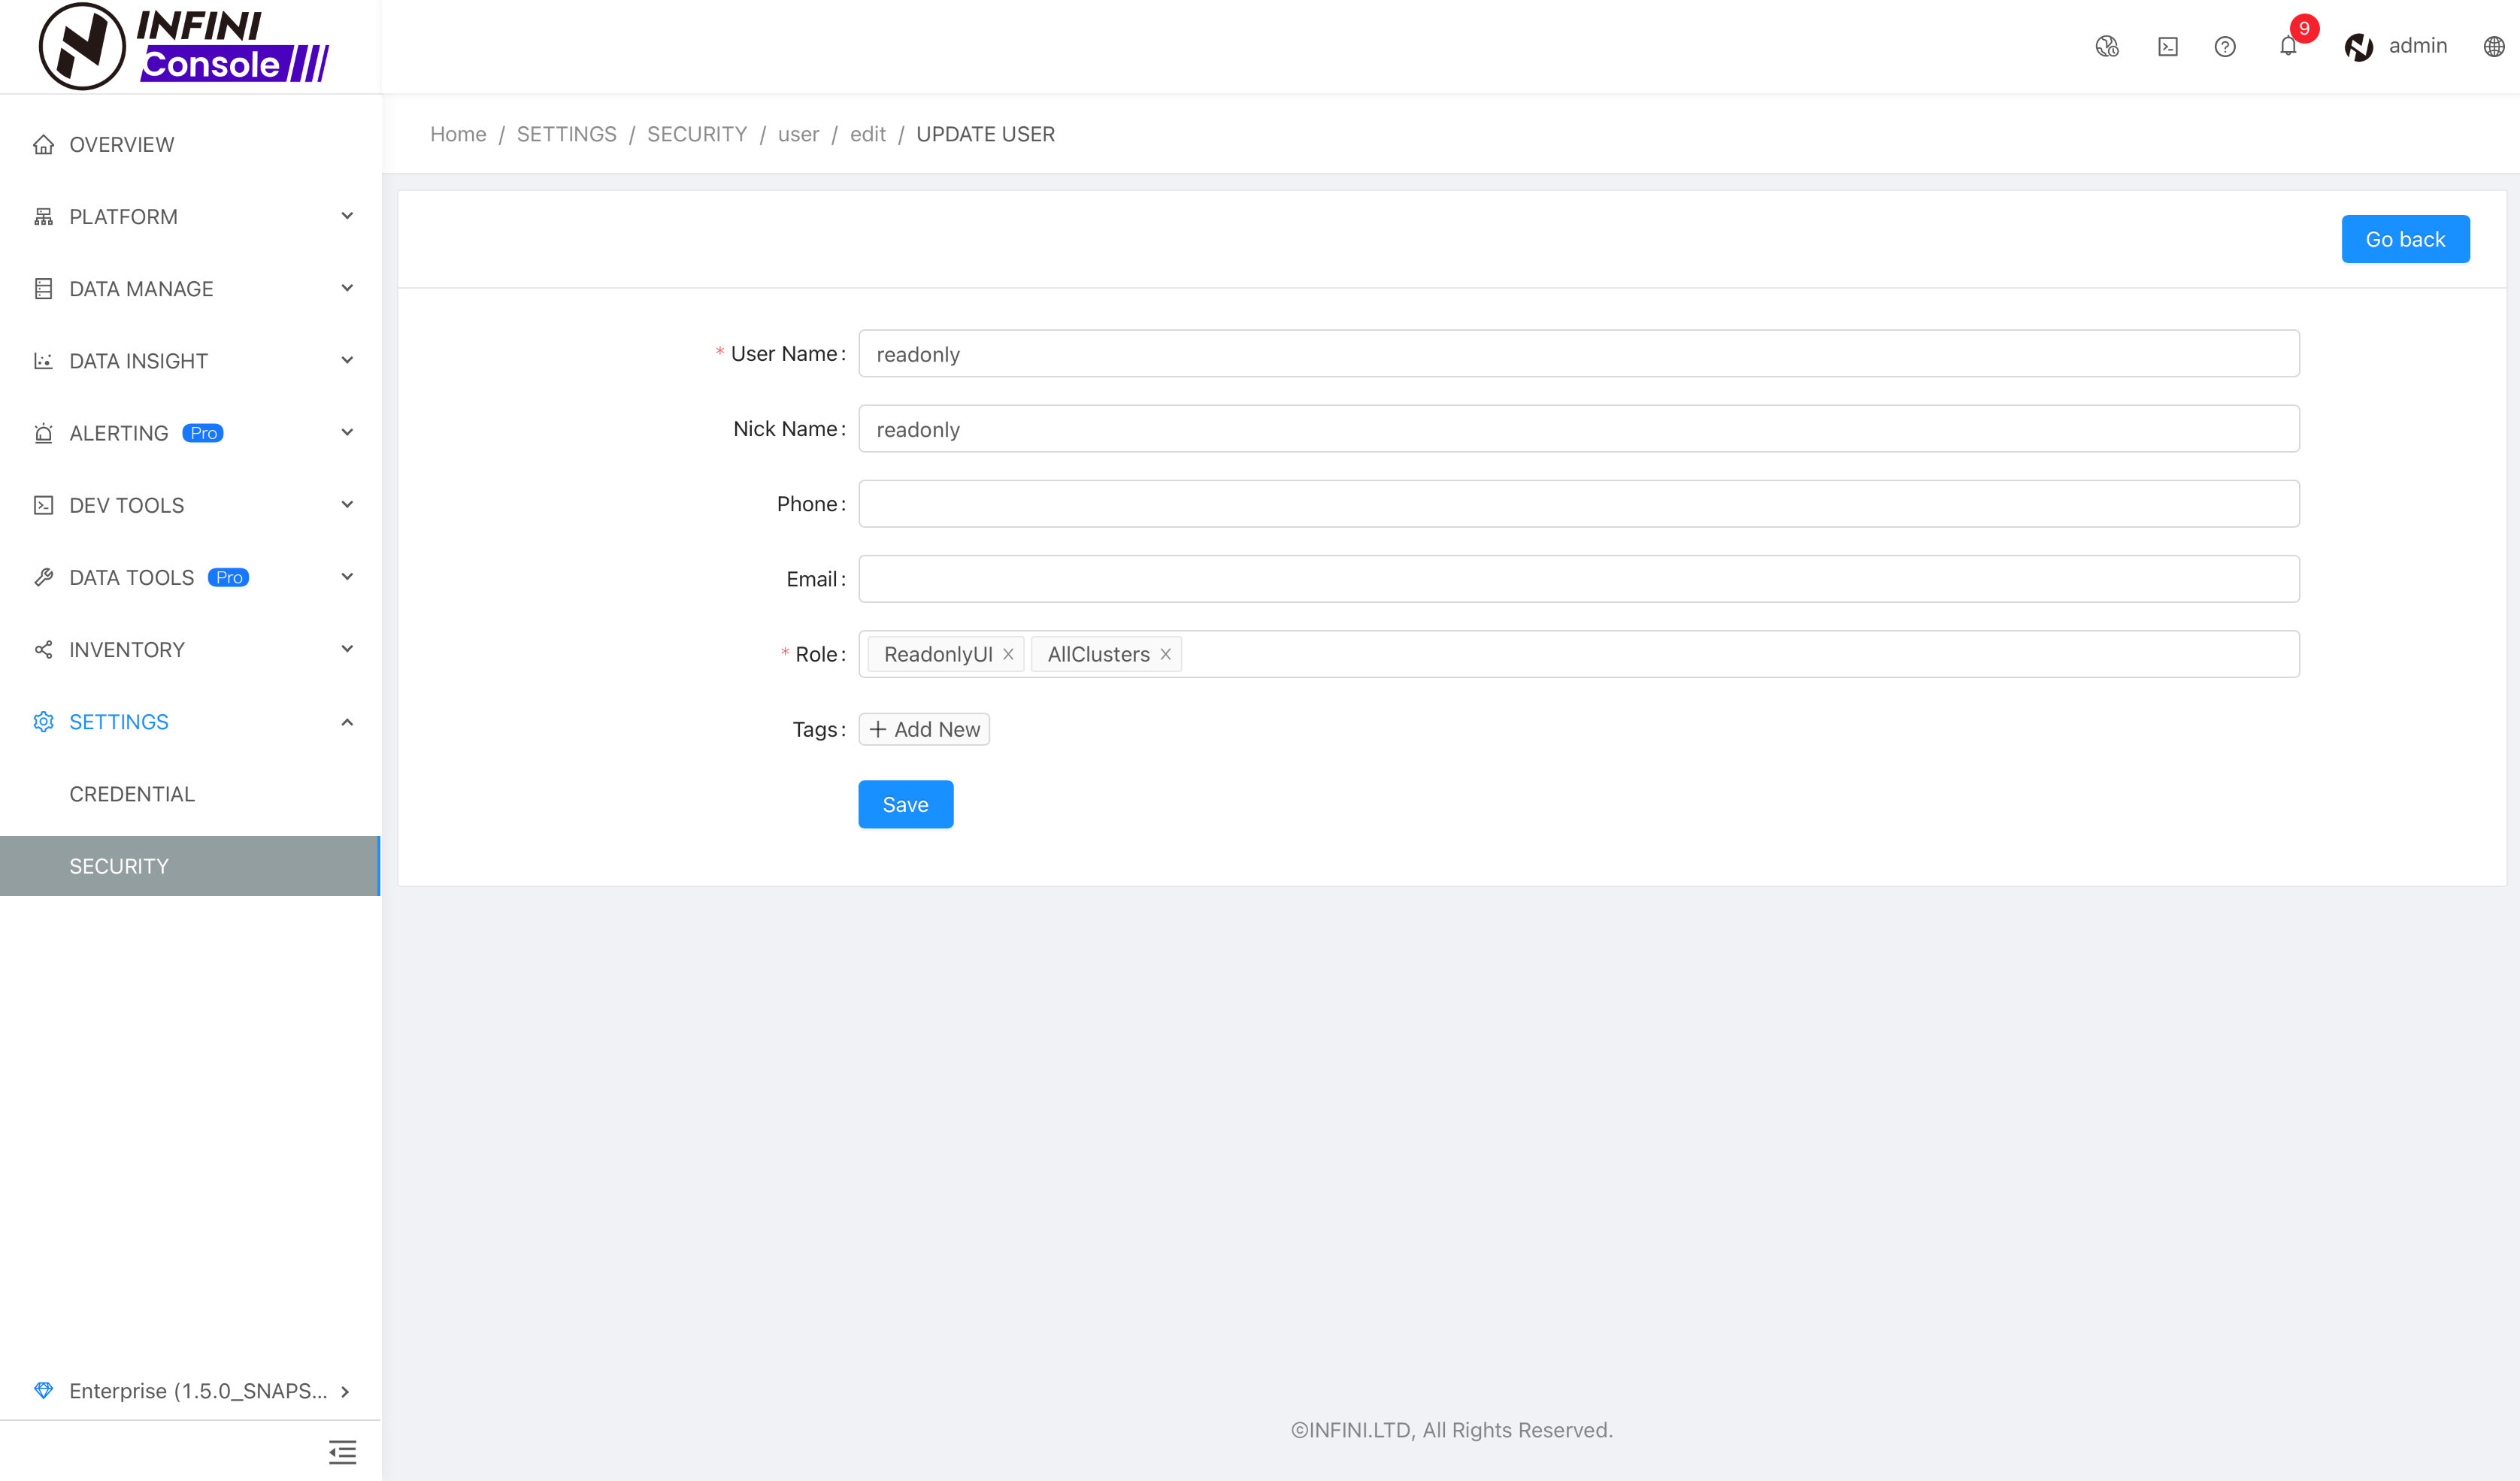 INFINI
Console
9
admin
OVERVIEW
PLATFORM
DATA MANAGE
DATA INSIGHT
ALERTING Pro
DEV TOOLS
DATA TOOLS Pro
INVENTORY
SETTINGS
CREDENTIAL
SECURITY
Enterprise (1.5.0_SNAPS...
Home / SETTINGS / SECURITY / user / edit / UPDATE USER
Go back
* User Name: readonly
Nick Name: readonly
Phone:
Email:
* Role: ReadonlyUI AllClusters
Tags: Add New
Save
©INFINI.LTD, All Rights Reserved.